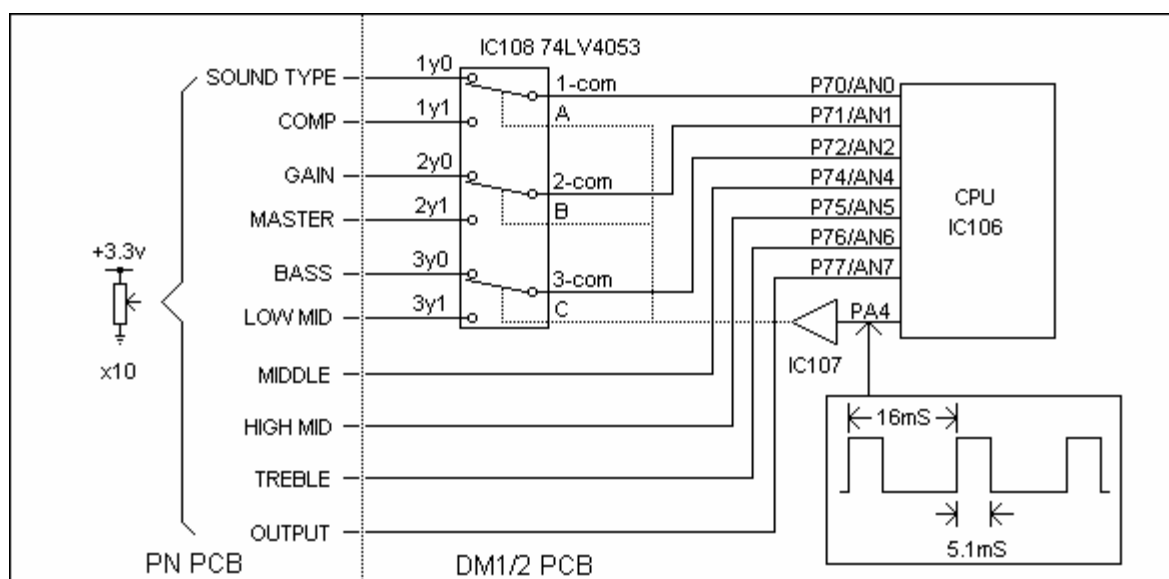 IC108 74LV4053
SOUND TYPE
1y0
1-com
P70/AN0
COMP
1y1
A
P71/AN1
P72/AN2
GAIN
2y0
2-com
P74/AN4
MASTER
2y1
B
P75/AN5
CPU
IC106
P76/AN6
+3.3v
BASS
3y0
3-com
P77/AN7
LOW MID
3y1
C
PA4
IC107
x10
MIDDLE
HIGH MID
16mS
TREBLE
OUTPUT
5.1mS
PN PCB
DM1/2 PCB